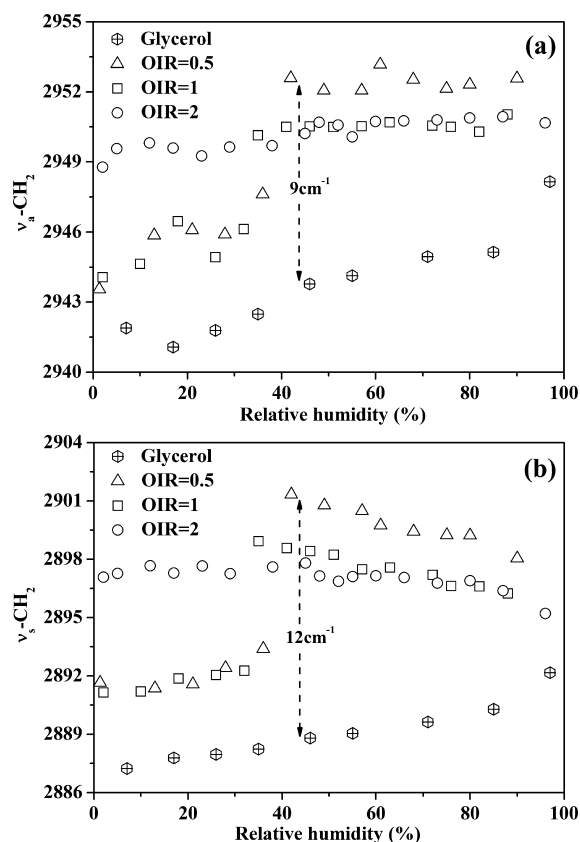 2955
2952
2949
2946
2943
2940
νa-CH2
Glycerol
OIR=0.5
OIR=1
OIR=2
(a)
9cm-1
0 20 40 60 80 100
Relative humidity (%)
2904
2901
2898
2895
2892
2889
2886
νs-CH2
Glycerol
OIR=0.5
OIR=1
OIR=2
(b)
12cm-1
0 20 40 60 80 100
Relative humidity (%)